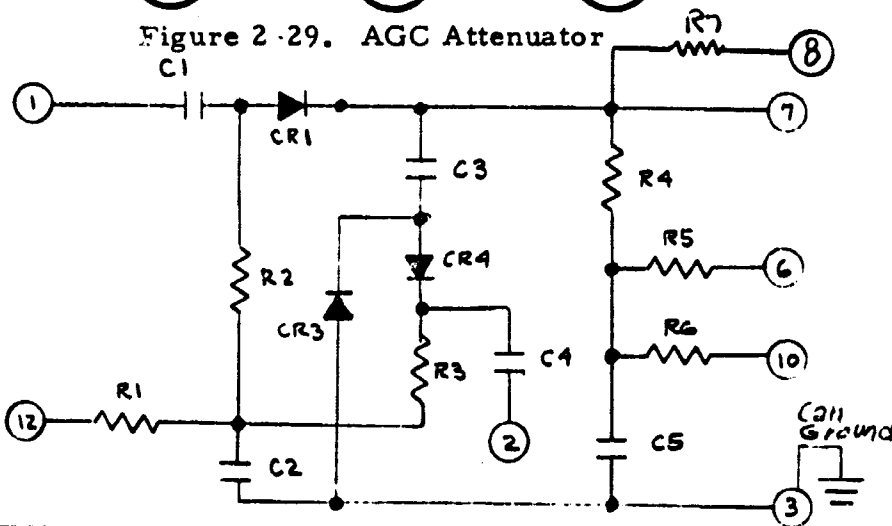 Figure 2-29. AGC Attenuator
R7
8
C1
1
7
CR1
C3
R4
R5
6
R2
CR4
CR3
R6
10
R3
C4
R1
12
Can
Ground
2
C2
C5
3